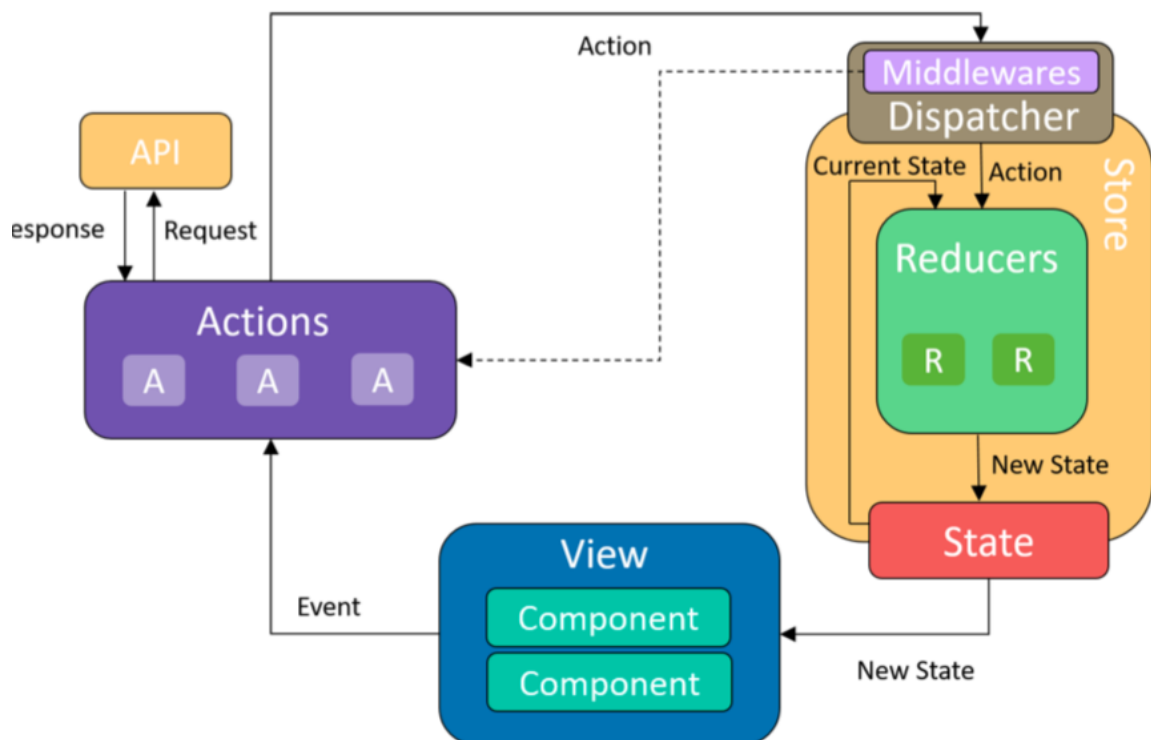 Action
Middlewares
Dispatcher
API
Current State
Action
Store
esponse
Request
Reducers
Actions
A
A
A
R
R
New State
State
View
Event
Component
Component
New State